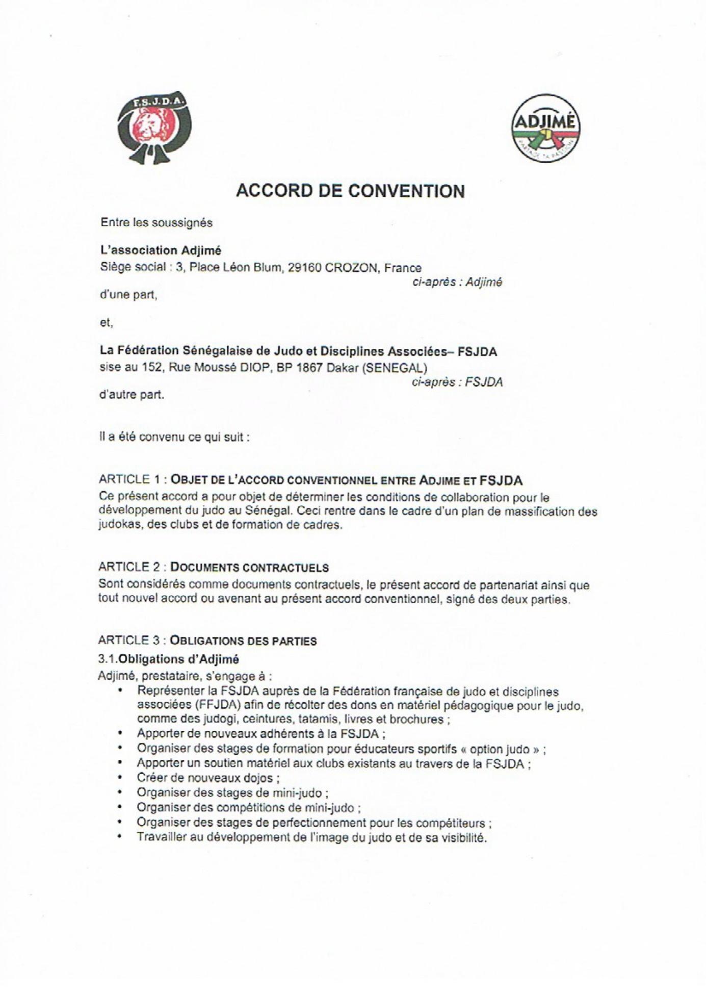 F.S.J.D.A.
ADJIMÉ
PARTAGE TA PASSION
ACCORD DE CONVENTION
Entre les soussignés
L'association Adjimé
Siège social : 3, Place Léon Blum, 29160 CROZON, France
ci-après : Adjimé
d'une part,
et,
La Fédération Sénégalaise de Judo et Disciplines Associées– FSJDA
sise au 152, Rue Moussé DIOP, BP 1867 Dakar (SENEGAL)
ci-après : FSJDA
d'autre part.
Il a été convenu ce qui suit :
ARTICLE 1 : OBJET DE L'ACCORD CONVENTIONNEL ENTRE ADJIME ET FSJDA
Ce présent accord a pour objet de déterminer les conditions de collaboration pour le
développement du judo au Sénégal. Ceci rentre dans le cadre d'un plan de massification des
judokas, des clubs et de formation de cadres.
ARTICLE 2 : DOCUMENTS CONTRACTUELS
Sont considérés comme documents contractuels, le présent accord de partenariat ainsi que
tout nouvel accord ou avenant au présent accord conventionnel, signé des deux parties.
ARTICLE 3 : OBLIGATIONS DES PARTIES
3.1.Obligations d'Adjimé
Adjimé, prestataire, s'engage à :
• Représenter la FSJDA auprès de la Fédération française de judo et disciplines
associées (FFJDA) afin de récolter des dons en matériel pédagogique pour le judo,
comme des judogi, ceintures, tatamis, livres et brochures ;
• Apporter de nouveaux adhérents à la FSJDA ;
• Organiser des stages de formation pour éducateurs sportifs « option judo » ;
• Apporter un soutien matériel aux clubs existants au travers de la FSJDA ;
• Créer de nouveaux dojos ;
• Organiser des stages de mini-judo ;
• Organiser des compétitions de mini-judo ;
• Organiser des stages de perfectionnement pour les compétiteurs ;
• Travailler au développement de l'image du judo et de sa visibilité.